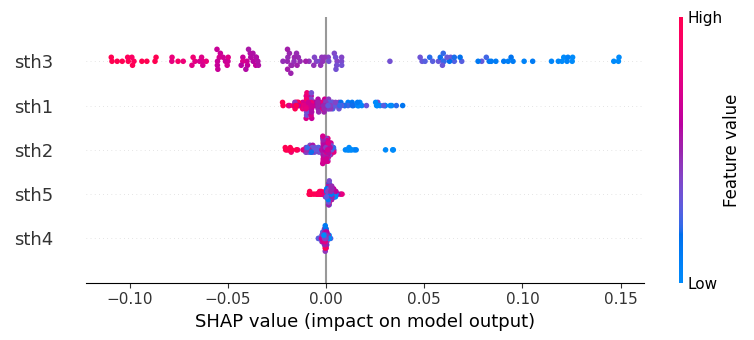 High
sth3
sth1
sth2
sth5
sth4
Feature value
Low
−0.10 −0.05 0.00 0.05 0.10 0.15
SHAP value (impact on model output)